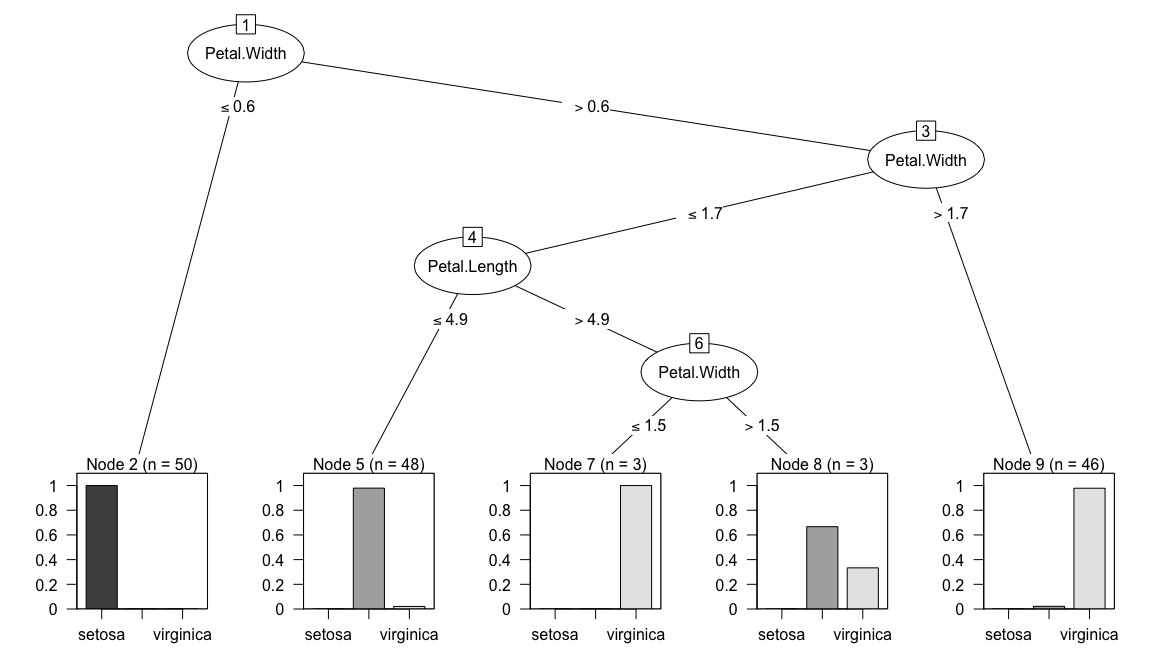 1
Petal.Width
≤ 0.6
> 0.6
3
Petal.Width
≤ 1.7
> 1.7
4
Petal.Length
≤ 4.9
> 4.9
6
Petal.Width
≤ 1.5
> 1.5
Node 2 (n = 50)
1
0.8
0.6
0.4
0.2
0
setosa
virginica
Node 5 (n = 48)
1
0.8
0.6
0.4
0.2
0
setosa
virginica
Node 7 (n = 3)
1
0.8
0.6
0.4
0.2
0
setosa
virginica
Node 8 (n = 3)
1
0.8
0.6
0.4
0.2
0
setosa
virginica
Node 9 (n = 46)
1
0.8
0.6
0.4
0.2
0
setosa
virginica